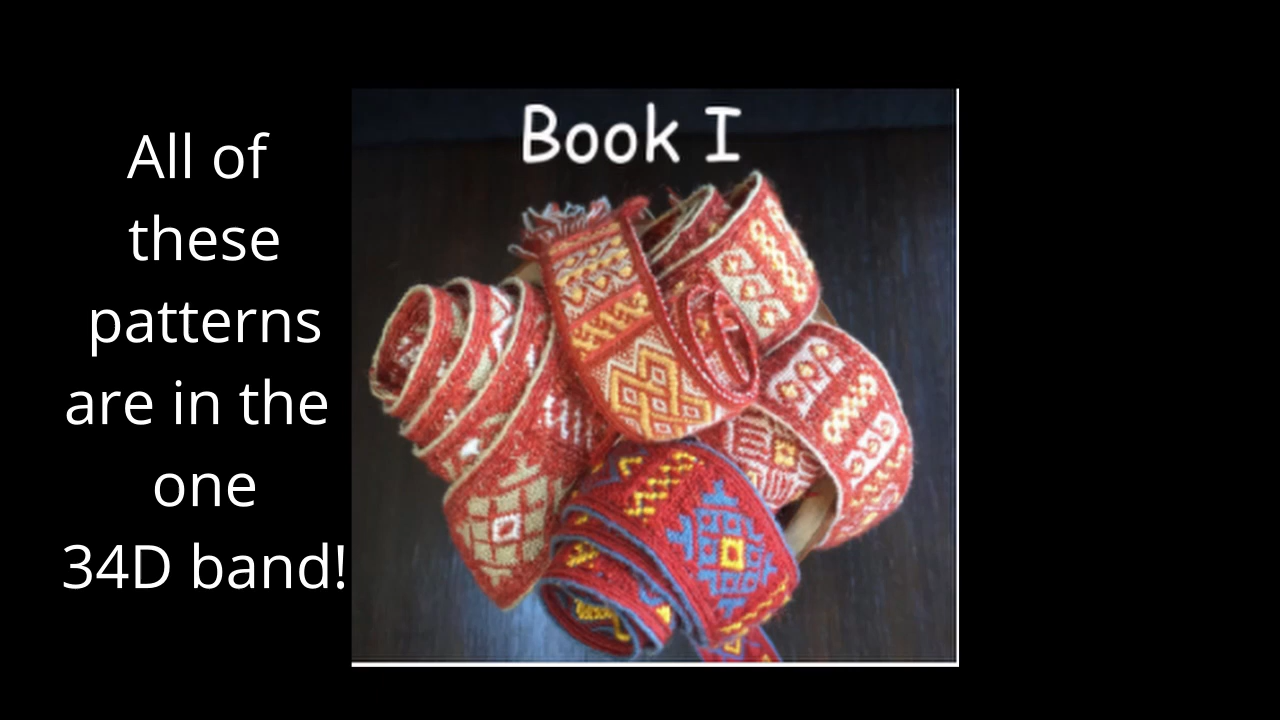 All of
these
patterns
are in the
one
34D band!
Book I